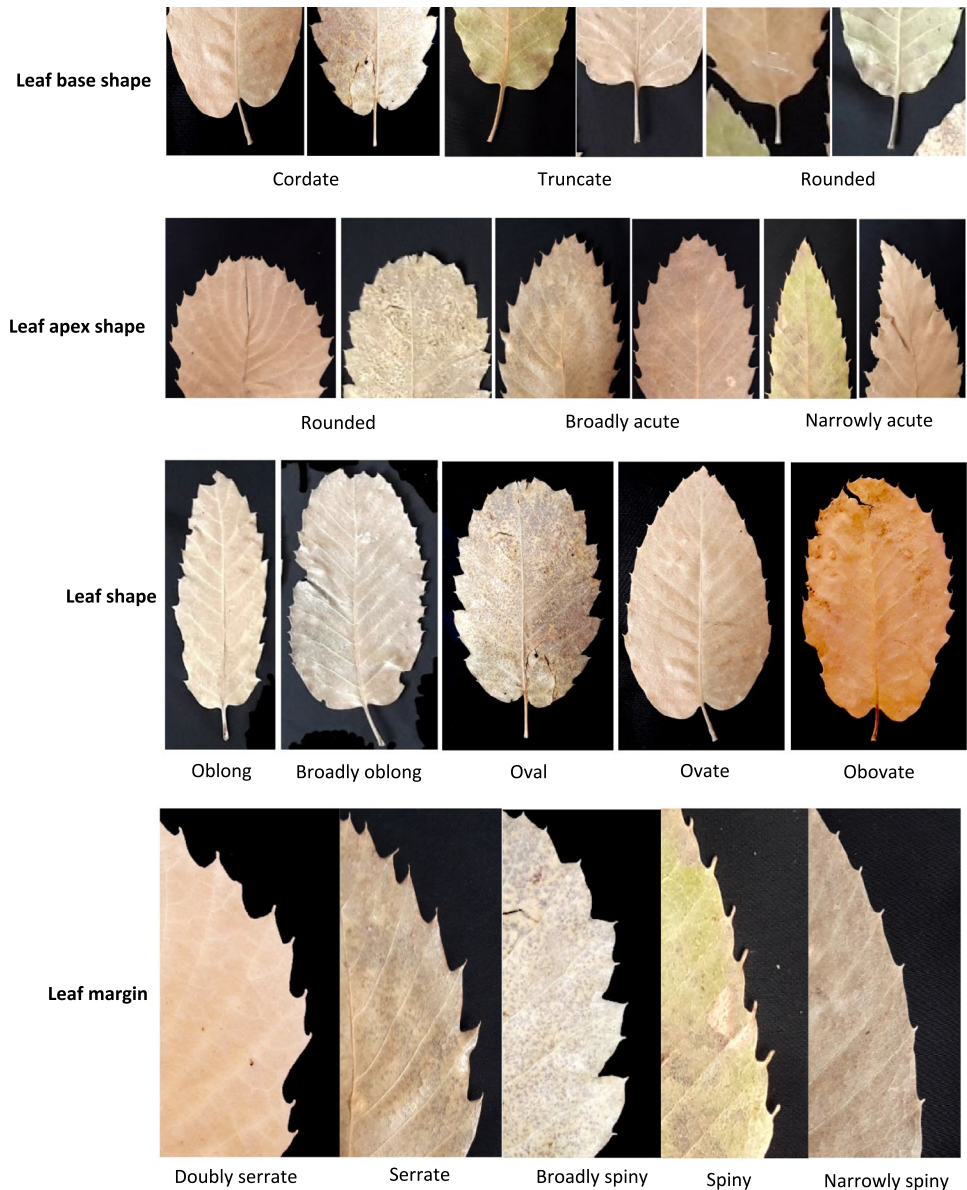 Leaf base shape
Cordate
Truncate
Rounded
Leaf apex shape
Rounded
Broadly acute
Narrowly acute
Leaf shape
Oblong
Broadly oblong
Oval
Ovate
Obovate
Leaf margin
Doubly serrate
Serrate
Broadly spiny
Spiny
Narrowly spiny